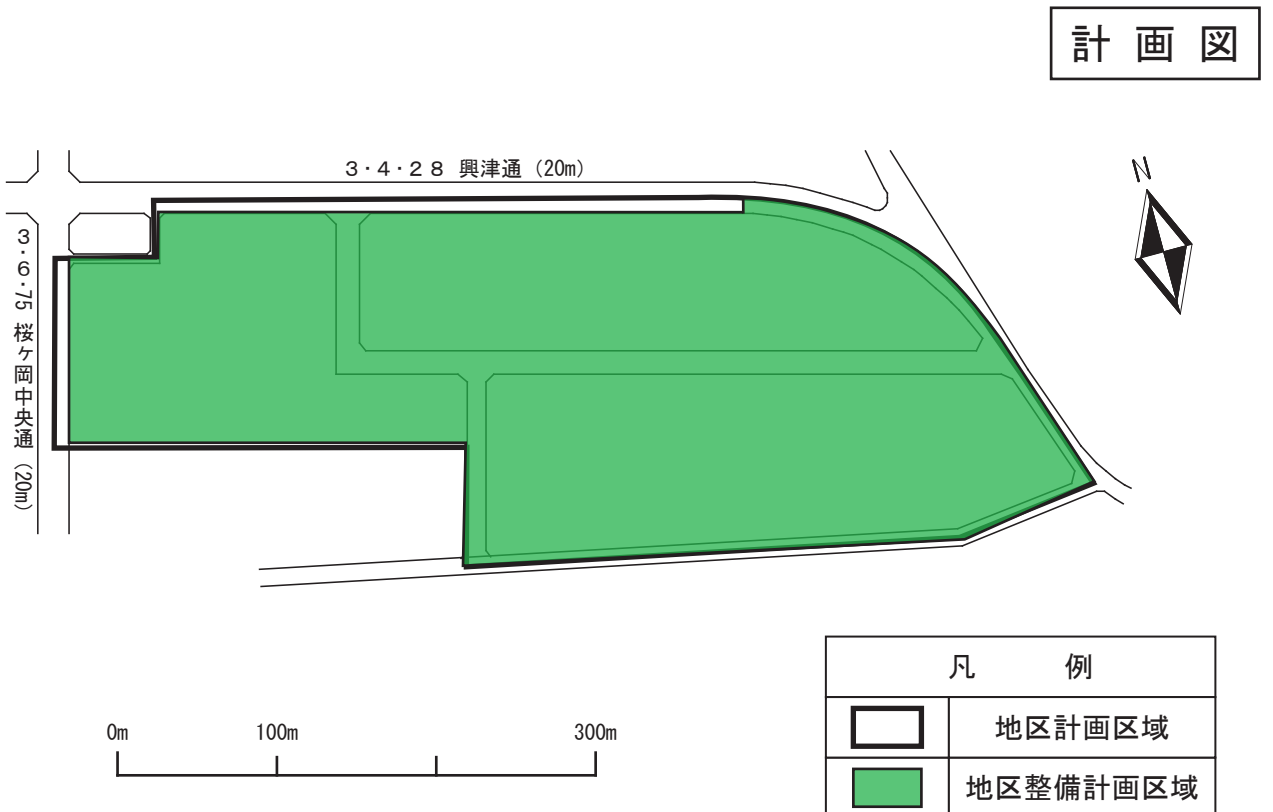 計画図
3・4・28 興津通 (20m)
N
3・6・75 桜ヶ岡中央通 (20m)
凡 例
地区計画区域
地区整備計画区域
0m 100m 300m